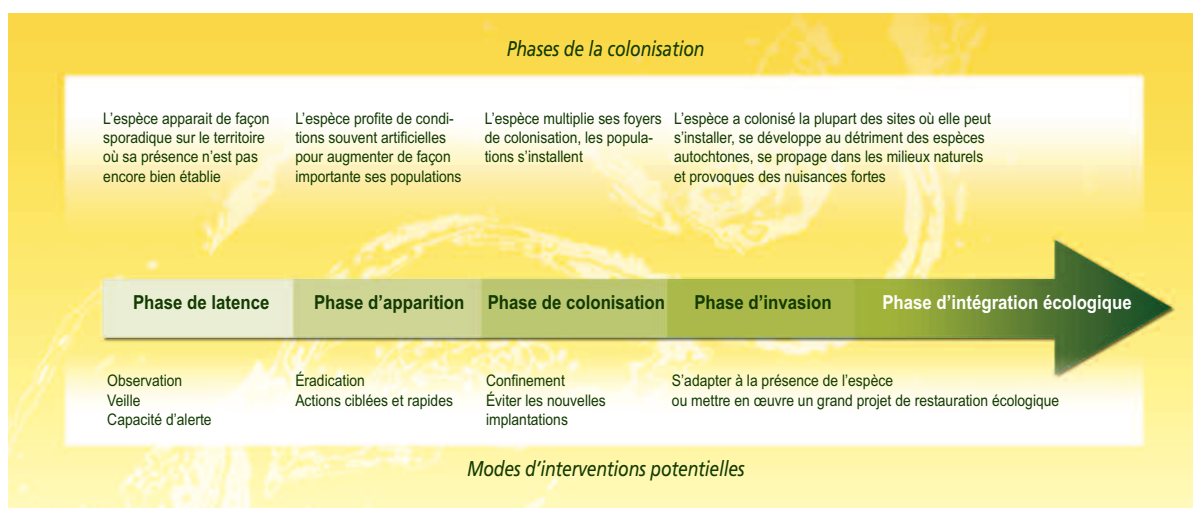 Phases de la colonisation
L'espèce apparait de façon
sporadique sur le territoire
où sa présence n'est pas
encore bien établie
L'espèce profite de condi-
tions souvent artificielles
pour augmenter de façon
importante ses populations
L'espèce multiplie ses foyers
de colonisation, les popula-
tions s'installent
L'espèce a colonisé la plupart des sites où elle peut
s'installer, se développe au détriment des espèces
autochtones, se propage dans les milieux naturels
et provoques des nuisances fortes
Phase de latence
Phase d'apparition
Phase de colonisation
Phase d'invasion
Phase d'intégration écologique
Observation
Veille
Capacité d'alerte
Éradication
Actions ciblées et rapides
Confinement
Éviter les nouvelles
implantations
S'adapter à la présence de l'espèce
ou mettre en œuvre un grand projet de restauration écologique
Modes d'interventions potentielles